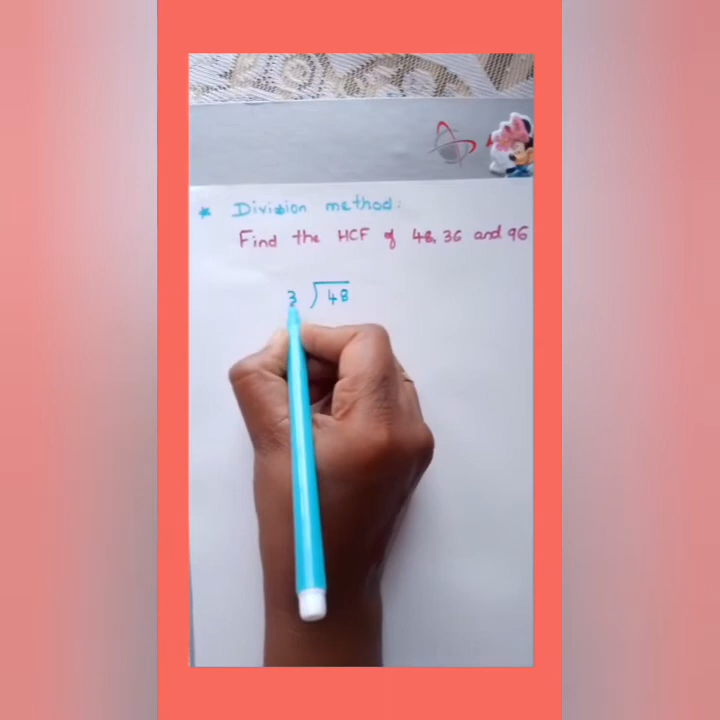 * Division method:
Find the HCF of 48, 36 and 96
3 ) 48